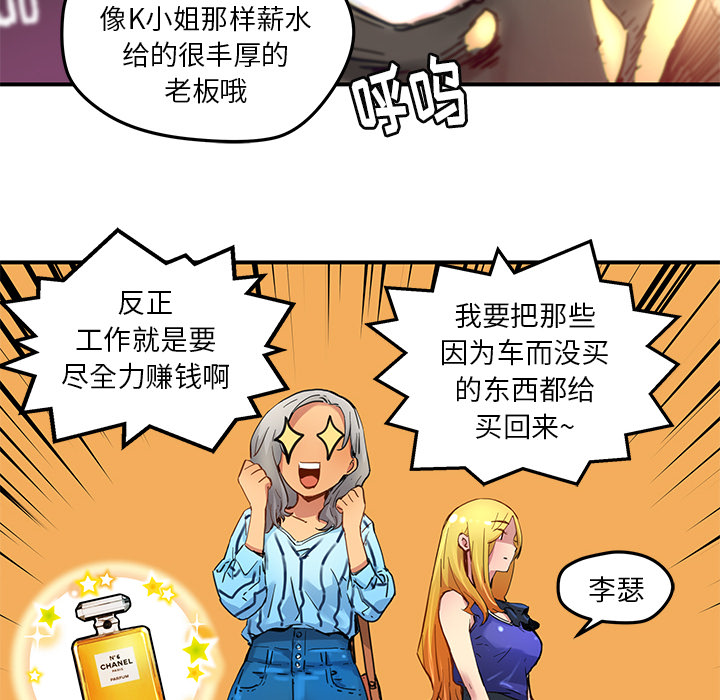 像K小姐那样薪水
给的很丰厚的
老板哦
呼呜
反正
工作就是要
尽全力赚钱啊
我要把那些
因为车而没买
的东西都给
买回来~
李瑟
N°6
CHANEL
PARFUM